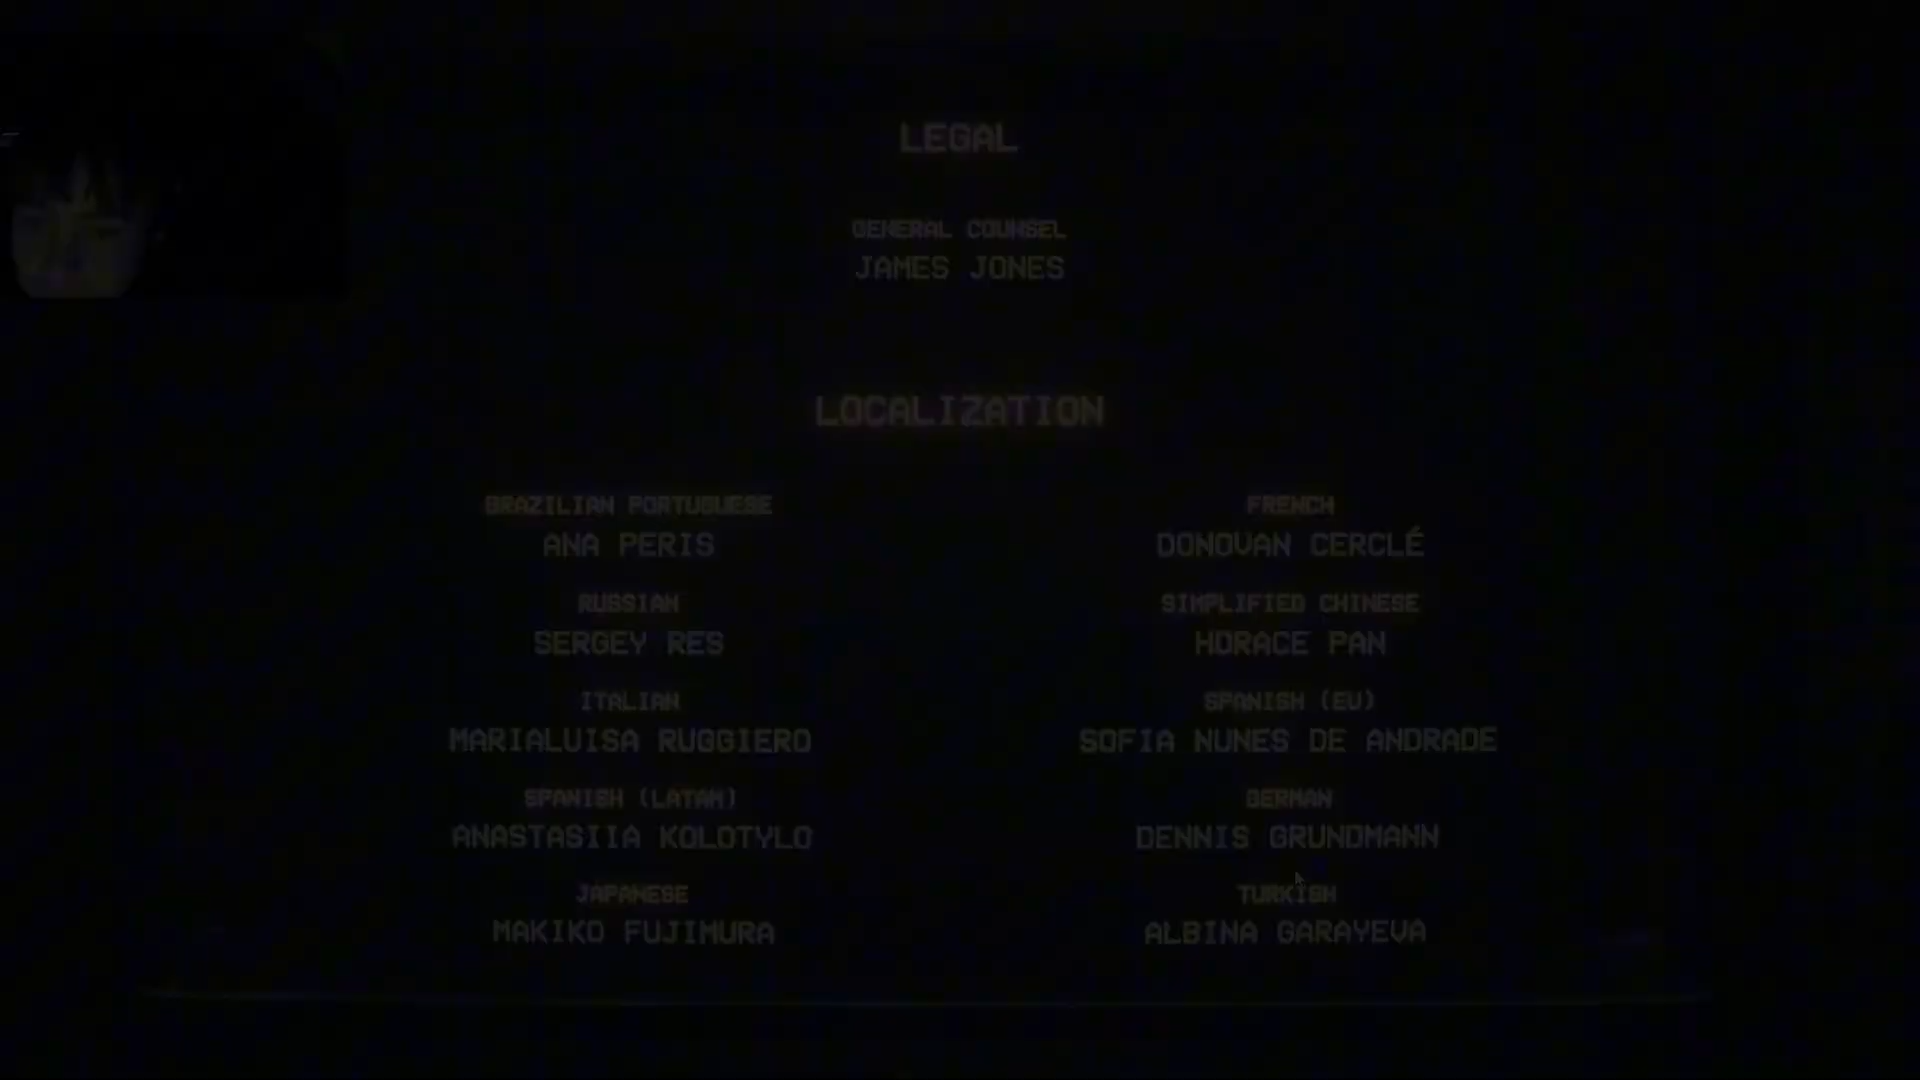 LEGAL
GENERAL COUNSEL
JAMES JONES
LOCALIZATION
BRAZILIAN PORTUGUESE
ANA PERIS
FRENCH
DONOVAN CERCLÉ
RUSSIAN
SERGEY RES
SIMPLIFIED CHINESE
HORACE PAN
ITALIAN
MARIALUISA RUGGIERO
SPANISH (EU)
SOFIA NUNES DE ANDRADE
SPANISH (LATAM)
ANASTASIIA KOLOTYLO
GERMAN
DENNIS GRUNDMANN
JAPANESE
MAKIKO FUJIMURA
TURKISH
ALBINA GARAYEVA